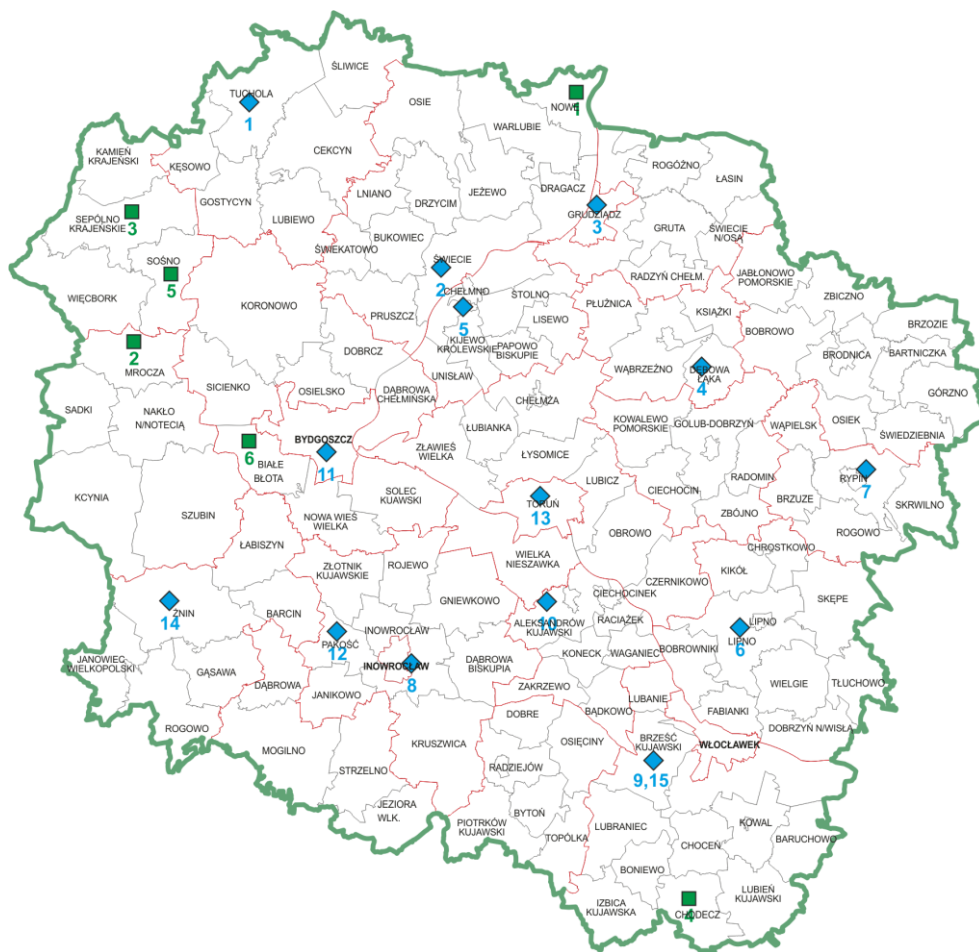 ŚLIWICE
TUCHOLA
1
OSIE
NOWE
1
WARLUBIE
CEKCYN
KAMIEŃ
KRAJEŃSKI
KĘSOWO
ROGÓŹNO
ŁASIN
LNIANO
JEŻEWO
DRAGACZ
GOSTYCYN
DRZYCIM
SEPÓLNO
KRAJEŃSKIE
3
LUBIEWO
GRUDZIĄDZ
3
GRUTA
ŚWIECIE
N/OSĄ
BUKOWIEC
ŚWIEKATOWO
SOŚNO
5
ŚWIECIE
2
RADZYŃ CHEŁM.
JABŁONOWO
POMORSKIE
WIĘCBORK
CHEŁMNO
5
STOLNO
PŁUŻNICA
ZBICZNO
KORONOWO
PRUSZCZ
LISEWO
KSIĄŻKI
BOBROWO
BRZOZIE
2
MROCZA
DOBRCZ
KIJEWO
KRÓLEWSKIE
PAPOWO
BISKUPIE
BRODNICA
BARTNICZKA
WĄBRZEŹNO
DĘBOWA
ŁĄKA
4
UNISŁAW
SICIENKO
OSIELSKO
DĄBROWA
CHEŁMIŃSKA
GÓRZNO
CHEŁMŻA
SADKI
NAKŁO
N/NOTECIĄ
KOWALEWO
POMORSKIE
GOLUB-DOBRZYŃ
WĄPIELSK
OSIEK
ŁUBIANKA
ŚWIEDZIEBNIA
6
BYDGOSZCZ
11
ZŁAWIEŚ
WIELKA
ŁYSOMICE
BIAŁE
BŁOTA
LUBICZ
CIECHOCIN
RADOMIN
BRZUZE
RYPIN
7
KCYNIA
SOLEC
KUAWSKI
TORUŃ
13
SKRWILNO
SZUBIN
NOWA WIEŚ
WIELKA
ZBÓJNO
OBROWO
ROGOWO
ŁABISZYN
CHROSTKOWO
WIELKA
NIESZAWKA
ROJEWO
ZŁOTNIK
KUJAWSKIE
KIKÓŁ
CZERNIKOWO
CIECHOCINEK
SKĘPE
GNIEWKOWO
ŻNIN
14
BARCIN
10
ALEKSANDRÓW
KUJAWSKI
RACIĄŻEK
LIPNO
LIPNO
6
PAKOŚĆ
12
INOWROCŁAW
INOWROCŁAW
8
BOBROWNIKI
WAGANIEC
KONECK
JANOWIEC
WIELKOPOLSKI
GĄSAWA
DĄBROWA
BISKUPIA
WIELGIE
TŁUCHOWO
DĄBROWA
JANIKOWO
ZAKRZEWO
LUBANIE
FABIANKI
BĄDKOWO
DOBRE
ROGOWO
DOBRZYŃ N/WISŁĄ
MOGILNO
KRUSZWICA
OSIĘCINY
BRZEŚĆ
KUJAWSKI
9,15
WŁOCŁAWEK
STRZELNO
RADZIEJÓW
JEZIORA
WLK.
BYTOŃ
PIOTRKÓW
KUJAWSKI
TOPÓLKA
LUBRANIEC
KOWAL
BARUCHOWO
CHOCEŃ
BONIEWO
LUBIEŃ
KUJAWSKI
IZBICA
KUJAWSKA
CHODECZ
4